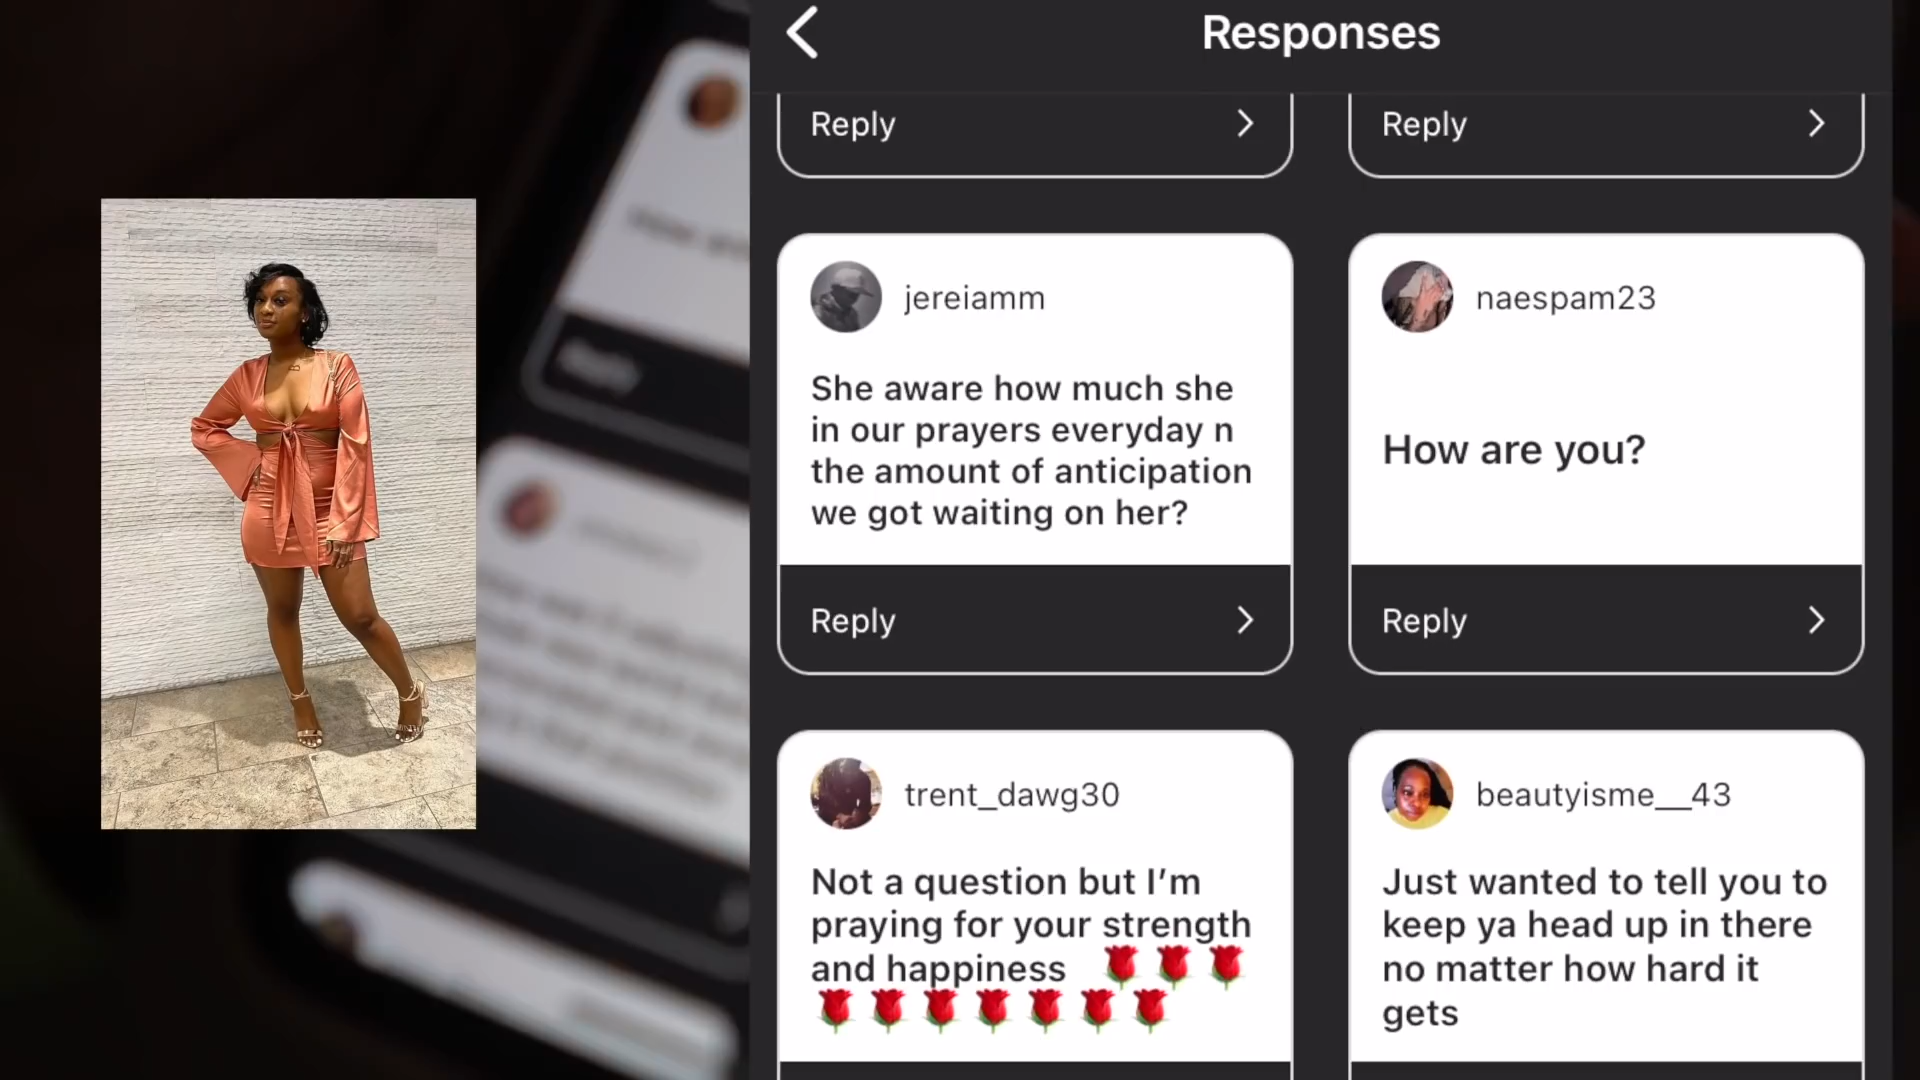 Responses
Reply
Reply
jereiamm
She aware how much she
in our prayers everyday n
the amount of anticipation
we got waiting on her?
Reply
naespam23
How are you?
Reply
trent_dawg30
Not a question but I’m
praying for your strength
and happiness 🌹🌹🌹
🌹🌹🌹🌹🌹🌹🌹
beautyisme__43
Just wanted to tell you to
keep ya head up in there
no matter how hard it
gets